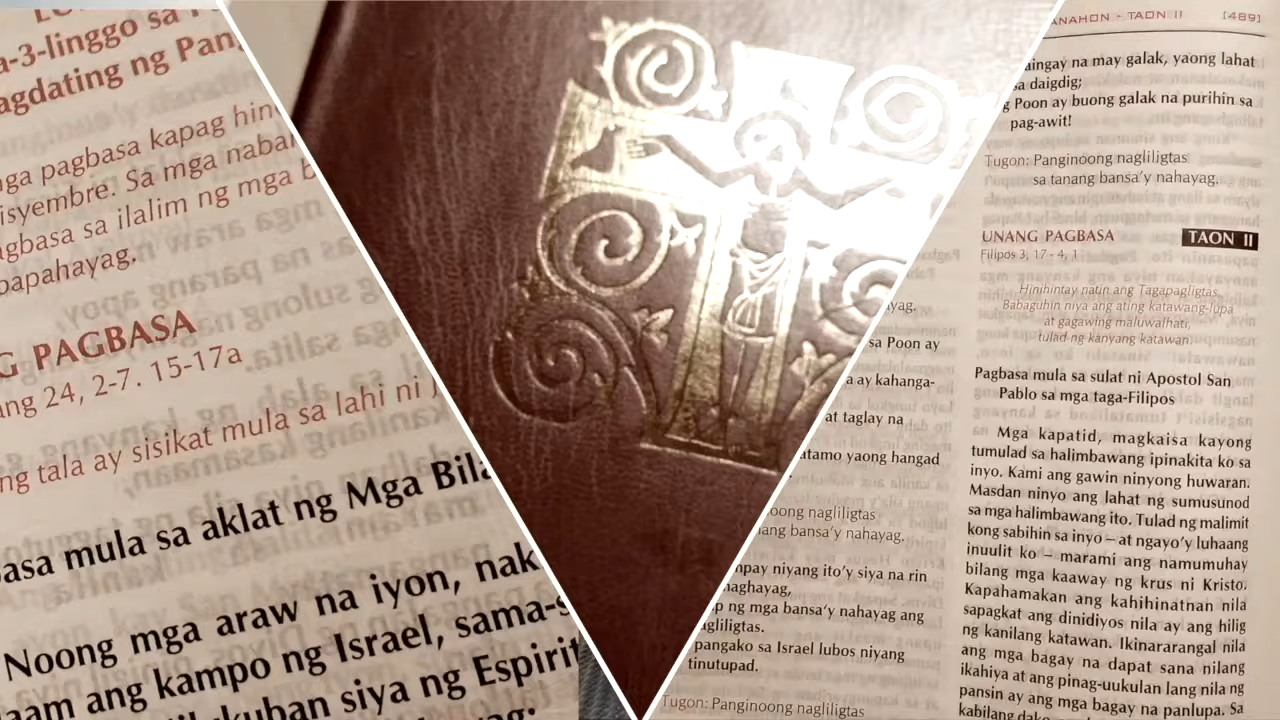 a-3-linggo sa
agdating ng Pan
nga pagbasa kapag hin
isyembre. Sa mga nabab
agbasa sa ilalim ng mga
papahayag.
G PAGBASA
ang 24, 2-7. 15-17a
ng tala ay sisikat mula sa lahi ni J
basa mula sa aklat ng Mga Bila
Noong mga araw na iyon, nak
aam ang kampo ng Israel, sama-s
kuban siya ng Espirit
yag.
sa Poon ay
a ay kahanga-
at taglay na
atamo yaong hangad
oong nagliligtas
ang bansa'y nahayag.
mpay niyang ito'y siya na rin
naghayag,
p ng mga bansa'y nahayag ang
agliligtas.
pangako sa Israel lubos niyang
tinutupad.
Tugon: Panginoong nagliligtas
ANAHON - TAON II [489]
aingay na may galak, yaong lahat
sa daigdig;
g Poon ay buong galak na purihin sa
pag-awit!
Tugon: Panginoong nagliligtas
sa tanang bansa'y nahayag.
UNANG PAGBASA TAON II
Filipos 3, 17 - 4, 1
Hinihintay natin ang Tagapagligtas.
Babaguhin niya ang ating katawang-lupa
at gagawing maluwalhati,
tulad ng kanyang katawan.
Pagbasa mula sa sulat ni Apostol San
Pablo sa mga taga-Filipos
Mga kapatid, magkaisa kayong
tumulad sa halimbawang ipinakita ko sa
inyo. Kami ang gawin ninyong huwaran.
Masdan ninyo ang lahat ng sumusunod
sa mga halimbawang ito. Tulad ng malimit
kong sabihin sa inyo – at ngayo'y luhaang
inuulit ko – marami ang namumuhay
bilang mga kaaway ng krus ni Kristo.
Kapahamakan ang kahihinatnan nila
sapagkat ang dinidiyos nila ay ang hilig
ng kanilang katawan. Ikinararangal nila
ang mga bagay na dapat sana nilang
ikahiya at ang pinag-uukulan lang nila ng
pansin ay ang mga bagay na panlupa. Sa
kabilang dako